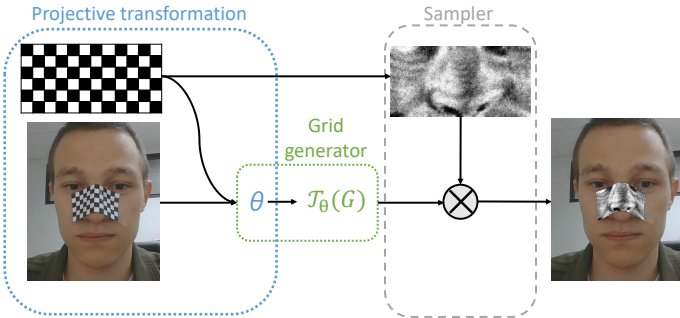 Projective transformation
Sampler
Grid
generator
θ
𝒯θ(G)